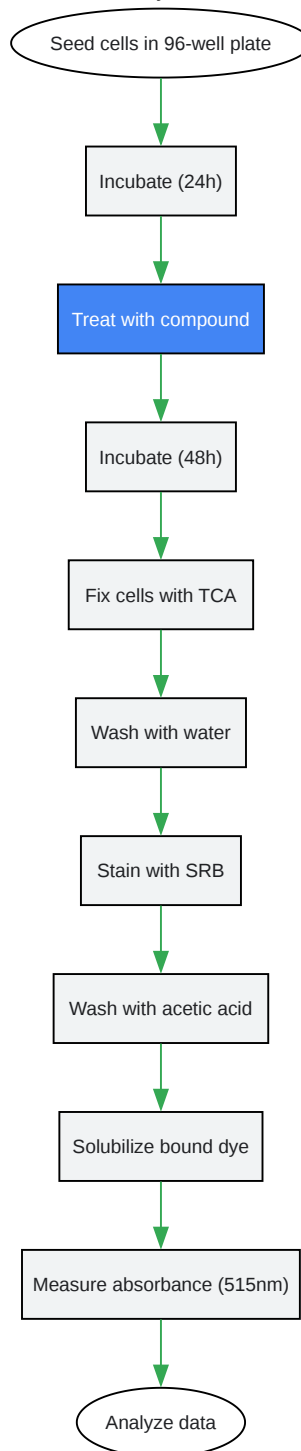 Seed cells in 96-well plate
Incubate (24h)
Treat with compound
Incubate (48h)
Fix cells with TCA
Wash with water
Stain with SRB
Wash with acetic acid
Solubilize bound dye
Measure absorbance (515nm)
Analyze data